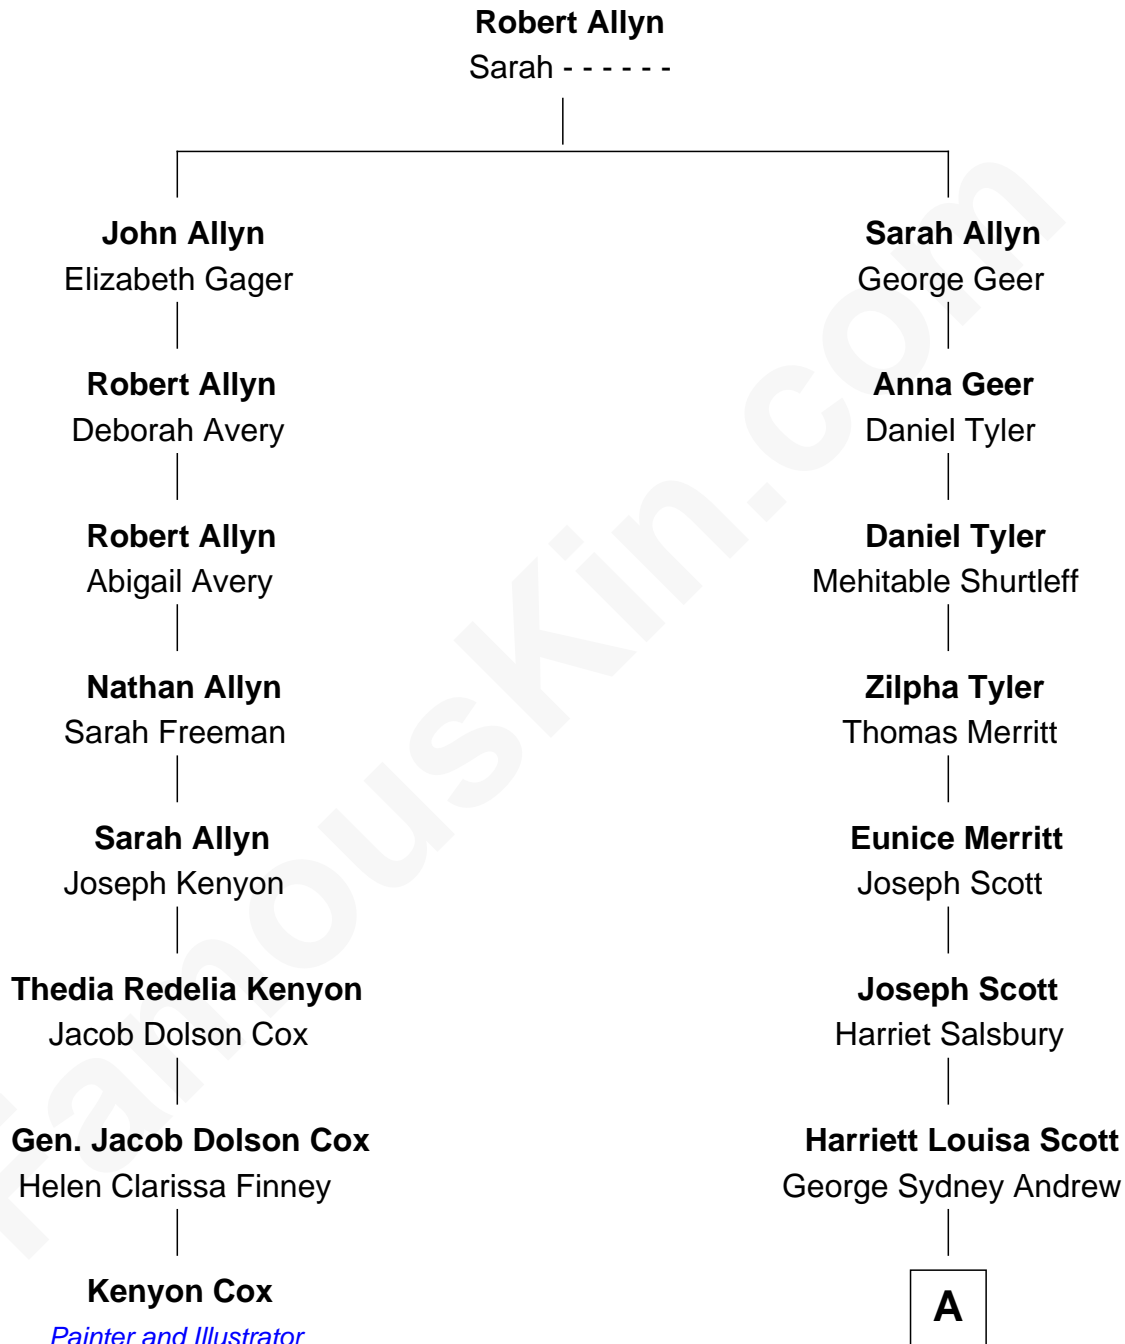 Robert Allyn
Sarah - - - - - -
John Allyn
Elizabeth Gager
Sarah Allyn
George Geer
Robert Allyn
Deborah Avery
Anna Geer
Daniel Tyler
Robert Allyn
Abigail Avery
Daniel Tyler
Mehitable Shurtleff
Nathan Allyn
Sarah Freeman
Zilpha Tyler
Thomas Merritt
Sarah Allyn
Joseph Kenyon
Eunice Merritt
Joseph Scott
Thedia Redelia Kenyon
Jacob Dolson Cox
Joseph Scott
Harriet Salsbury
Gen. Jacob Dolson Cox
Helen Clarissa Finney
Harriett Louisa Scott
George Sydney Andrew
Kenyon Cox
Painter and Illustrator
A
FamousKin.com